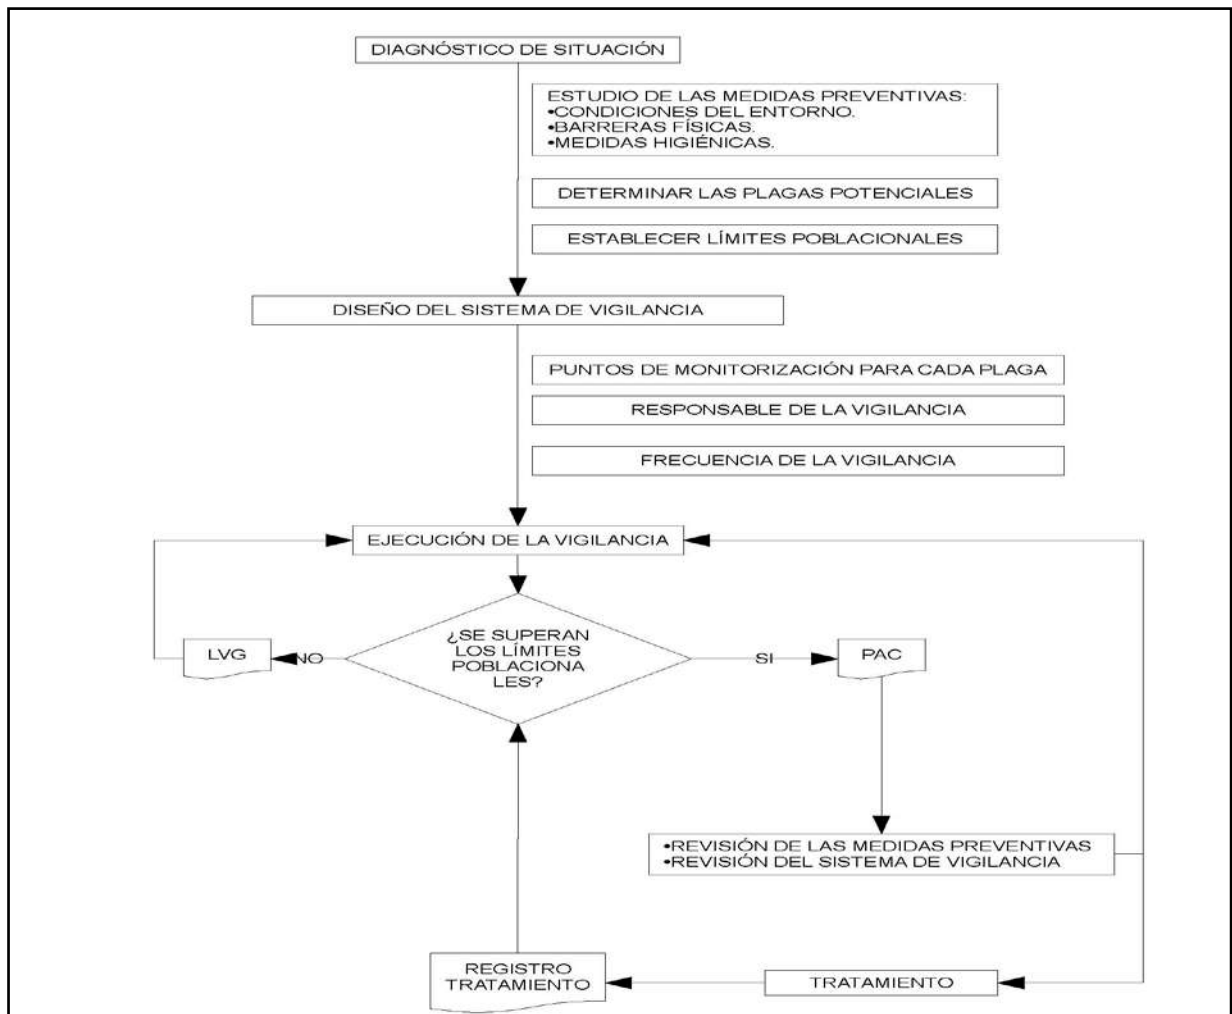 DIAGNÓSTICO DE SITUACIÓN
ESTUDIO DE LAS MEDIDAS PREVENTIVAS:
•CONDICIONES DEL ENTORNO.
•BARRERAS FÍSICAS.
•MEDIDAS HIGIÉNICAS.
DETERMINAR LAS PLAGAS POTENCIALES
ESTABLECER LÍMITES POBLACIONALES
DISEÑO DEL SISTEMA DE VIGILANCIA
PUNTOS DE MONITORIZACIÓN PARA CADA PLAGA
RESPONSABLE DE LA VIGILANCIA
FRECUENCIA DE LA VIGILANCIA
EJECUCIÓN DE LA VIGILANCIA
¿SE SUPERAN
LOS LÍMITES
POBLACIONA
LES?
LVG
NO
SI
PAC
•REVISIÓN DE LAS MEDIDAS PREVENTIVAS
•REVISIÓN DEL SISTEMA DE VIGILANCIA
REGISTRO
TRATAMIENTO
TRATAMIENTO